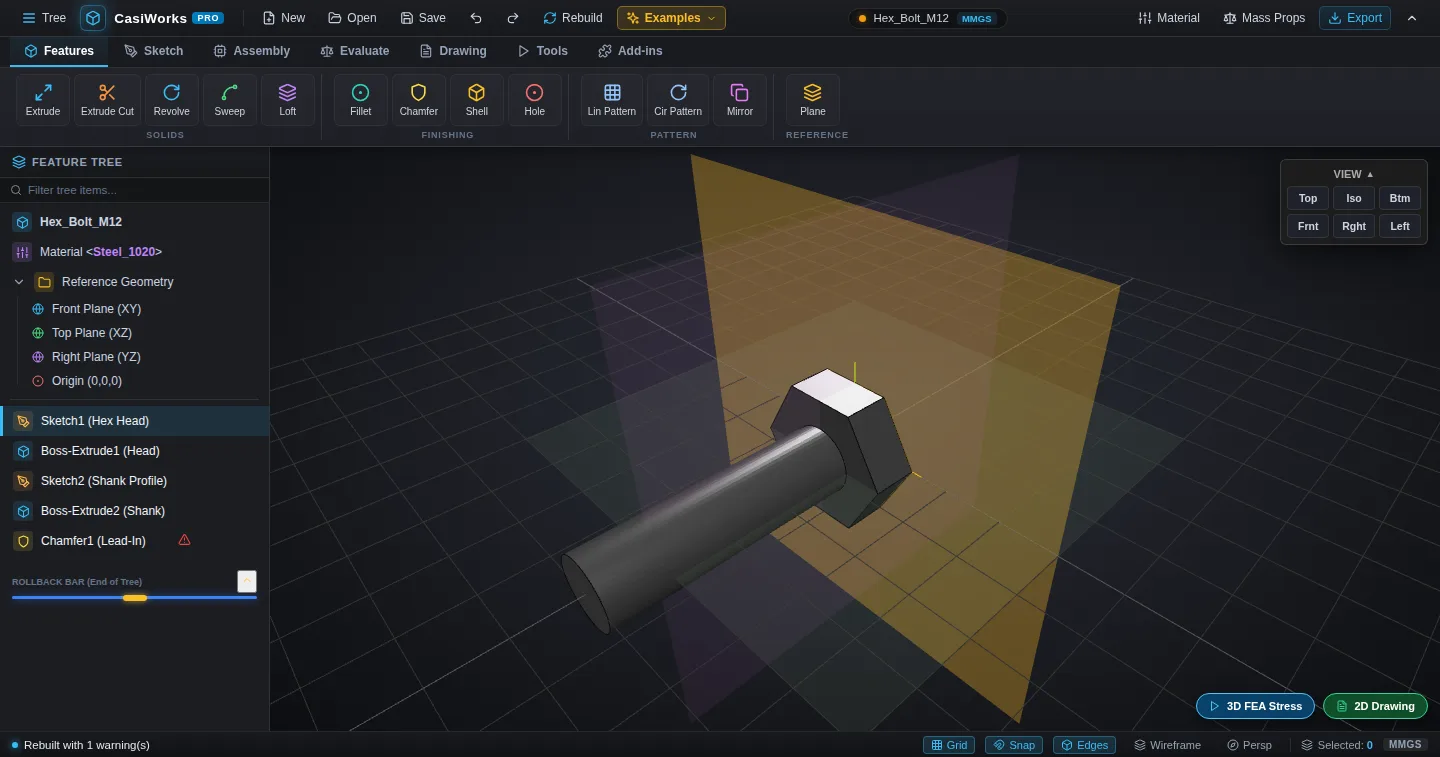 Tree CasiWorks PRO New Open Save Rebuild Examples Hex_Bolt_M12 MMGS Material Mass Props Export
Features Sketch Assembly Evaluate Drawing Tools Add-ins
Extrude Extrude Cut Revolve Sweep Loft Fillet Chamfer Shell Hole Lin Pattern Cir Pattern Mirror Plane
SOLIDS FINISHING PATTERN REFERENCE
FEATURE TREE
Filter tree items...
Hex_Bolt_M12
Material <Steel_1020>
Reference Geometry
Front Plane (XY)
Top Plane (XZ)
Right Plane (YZ)
Origin (0,0,0)
Sketch1 (Hex Head)
Boss-Extrude1 (Head)
Sketch2 (Shank Profile)
Boss-Extrude2 (Shank)
Chamfer1 (Lead-In)
ROLLBACK BAR (End of Tree)
VIEW ▲
Top Iso Btm
Frnt Rght Left
3D FEA Stress 2D Drawing
Rebuilt with 1 warning(s) Grid Snap Edges Wireframe Persp Selected: 0 MMGS